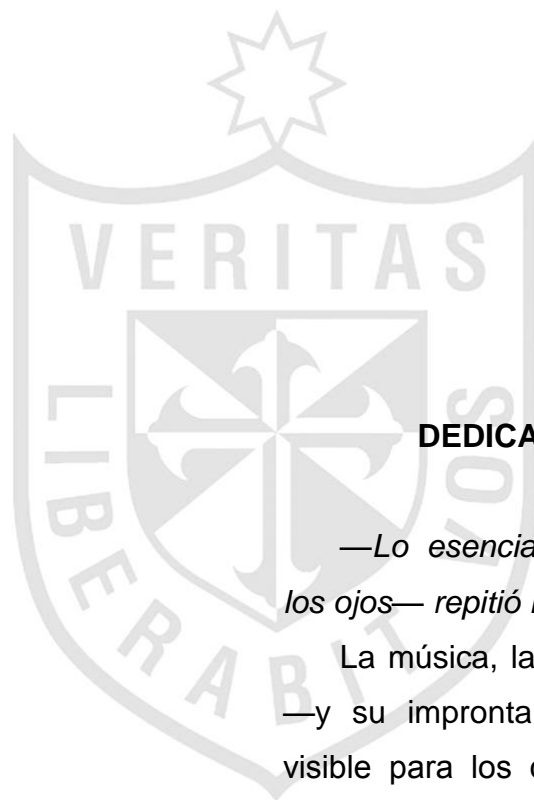 VERITAS
LIBERABIT VOS
DEDICA
—Lo esencia
los ojos— repitió
La música, la
—y su impronta
visible para los